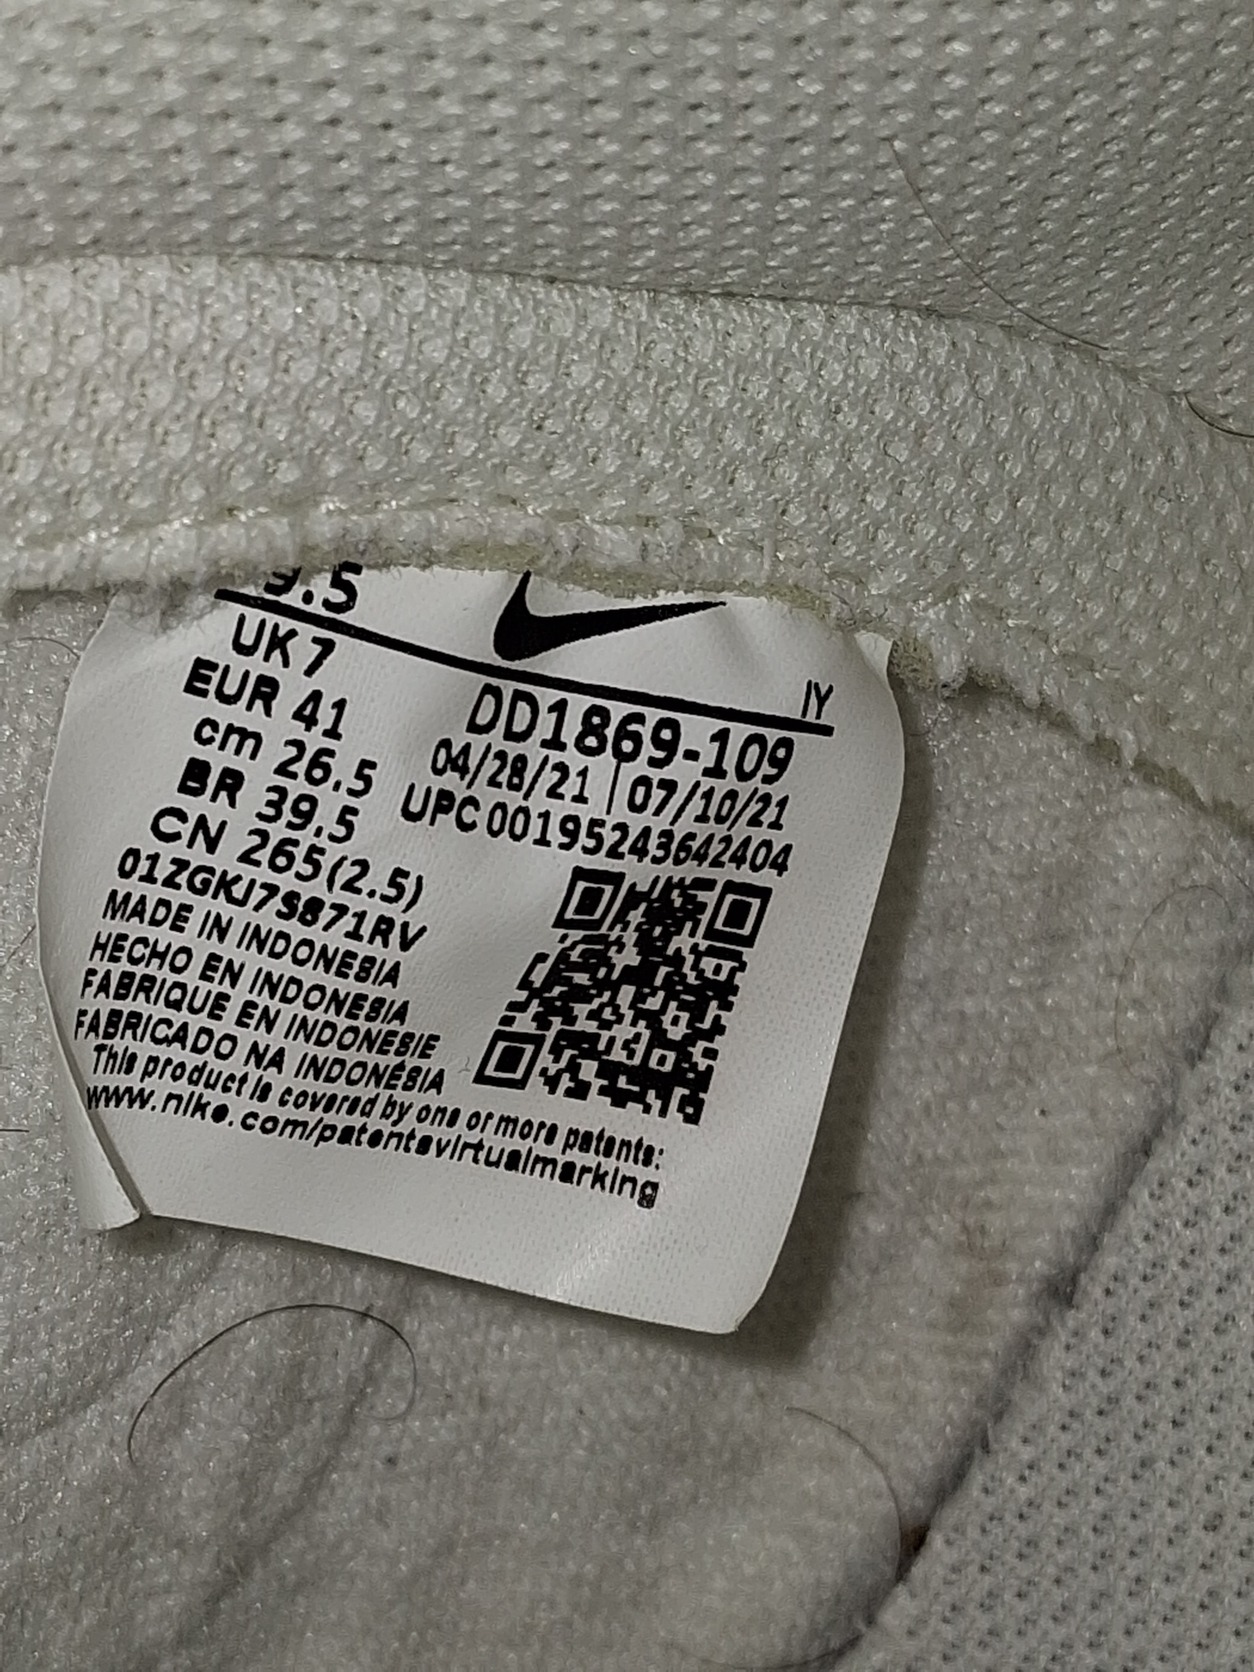 9.5
IY
UK 7
EUR 41
cm 26.5
BR 39.5
CN 265(2.5)
DD1869-109
04/28/21 | 07/10/21
UPC 00195243642404
01ZGKJ7S871RV
MADE IN INDONESIA
HECHO EN INDONESIA
FABRIQUE EN INDONESIE
FABRICADO NA INDONÉSIA
This product is covered by one or more patents:
www.nike.com/patentsvirtualmarking